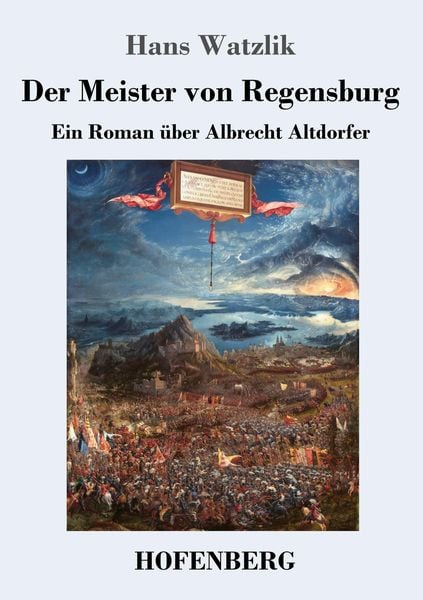 Hans Watzlik
Der Meister von Regensburg
Ein Roman über Albrecht Altdorfer
HOFENBERG